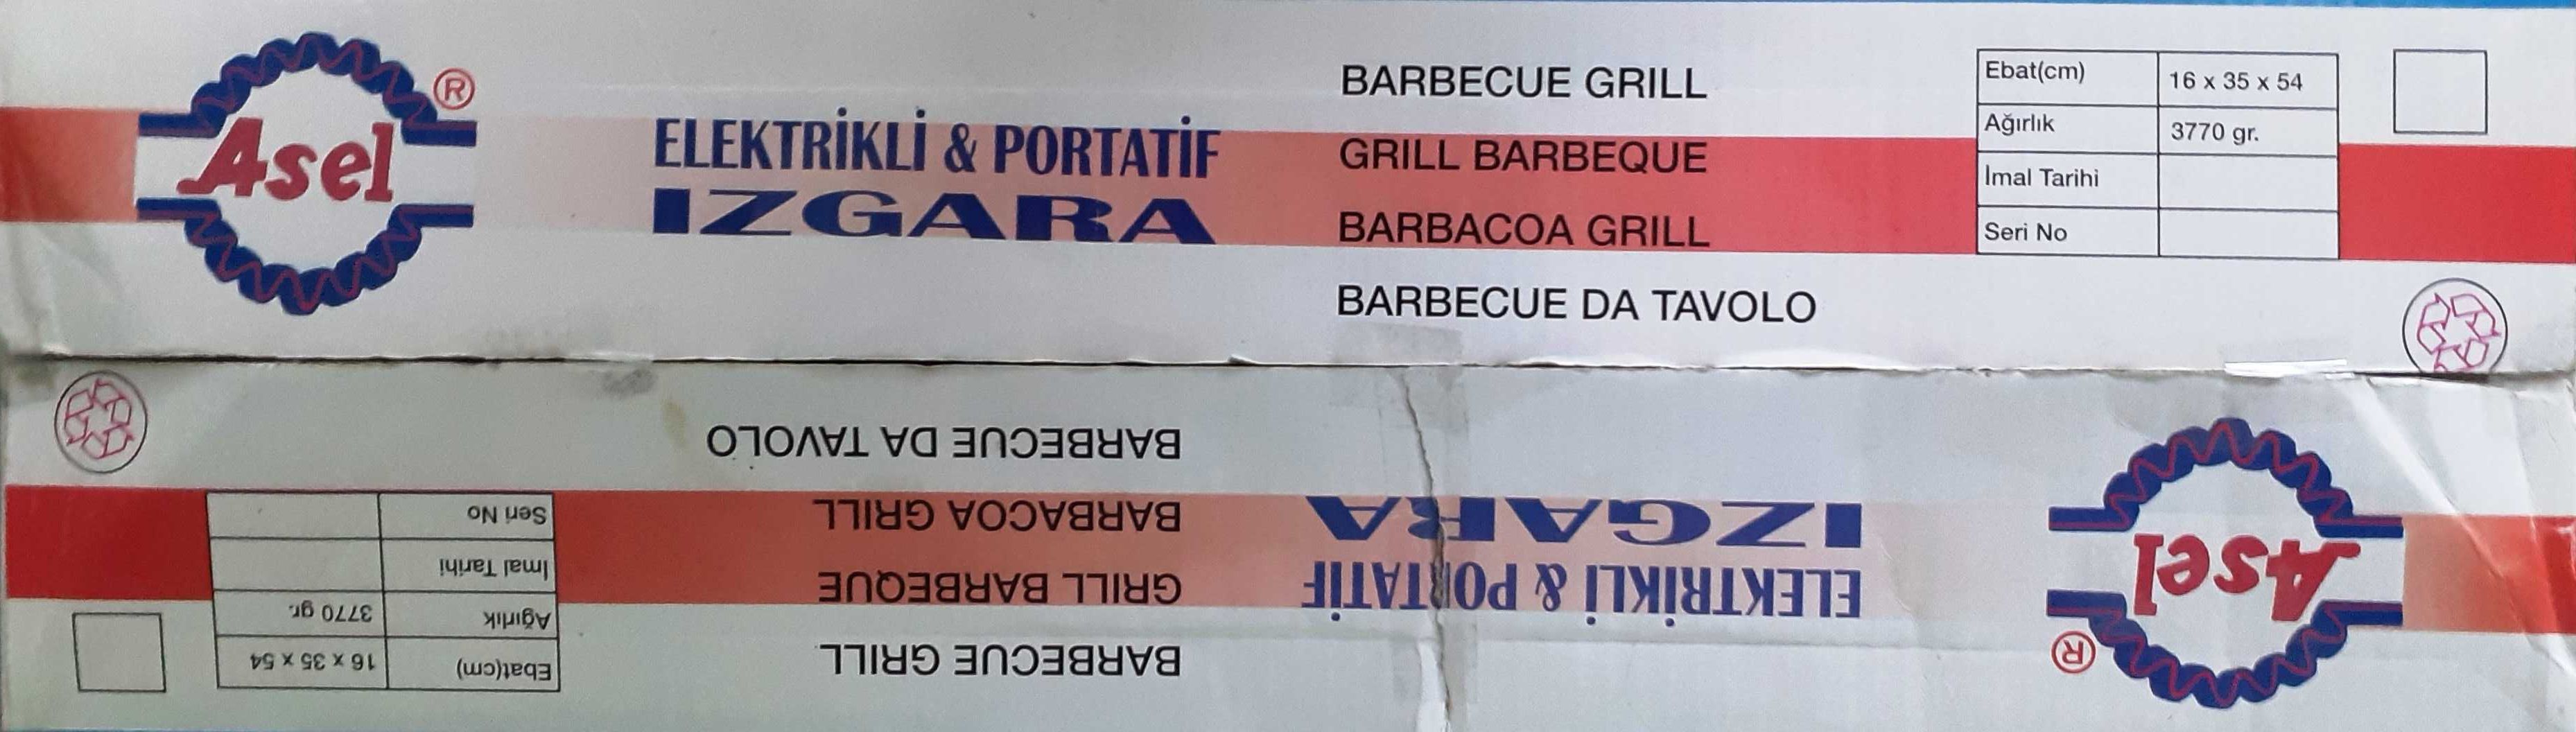 Asel ®
ELEKTRİKLİ & PORTATİF
IZGARA
BARBECUE GRILL
GRILL BARBEQUE
BARBACOA GRILL
BARBECUE DA TAVOLO
Ebat(cm) 16 x 35 x 54
Ağırlık 3770 gr.
İmal Tarihi
Seri No
Asel ®
ELEKTRİKLİ & PORTATİF
IZGARA
BARBECUE GRILL
GRILL BARBEQUE
BARBACOA GRILL
BARBECUE DA TAVOLO
Ebat(cm) 16 x 35 x 54
Ağırlık 3770 gr.
İmal Tarihi
Seri No